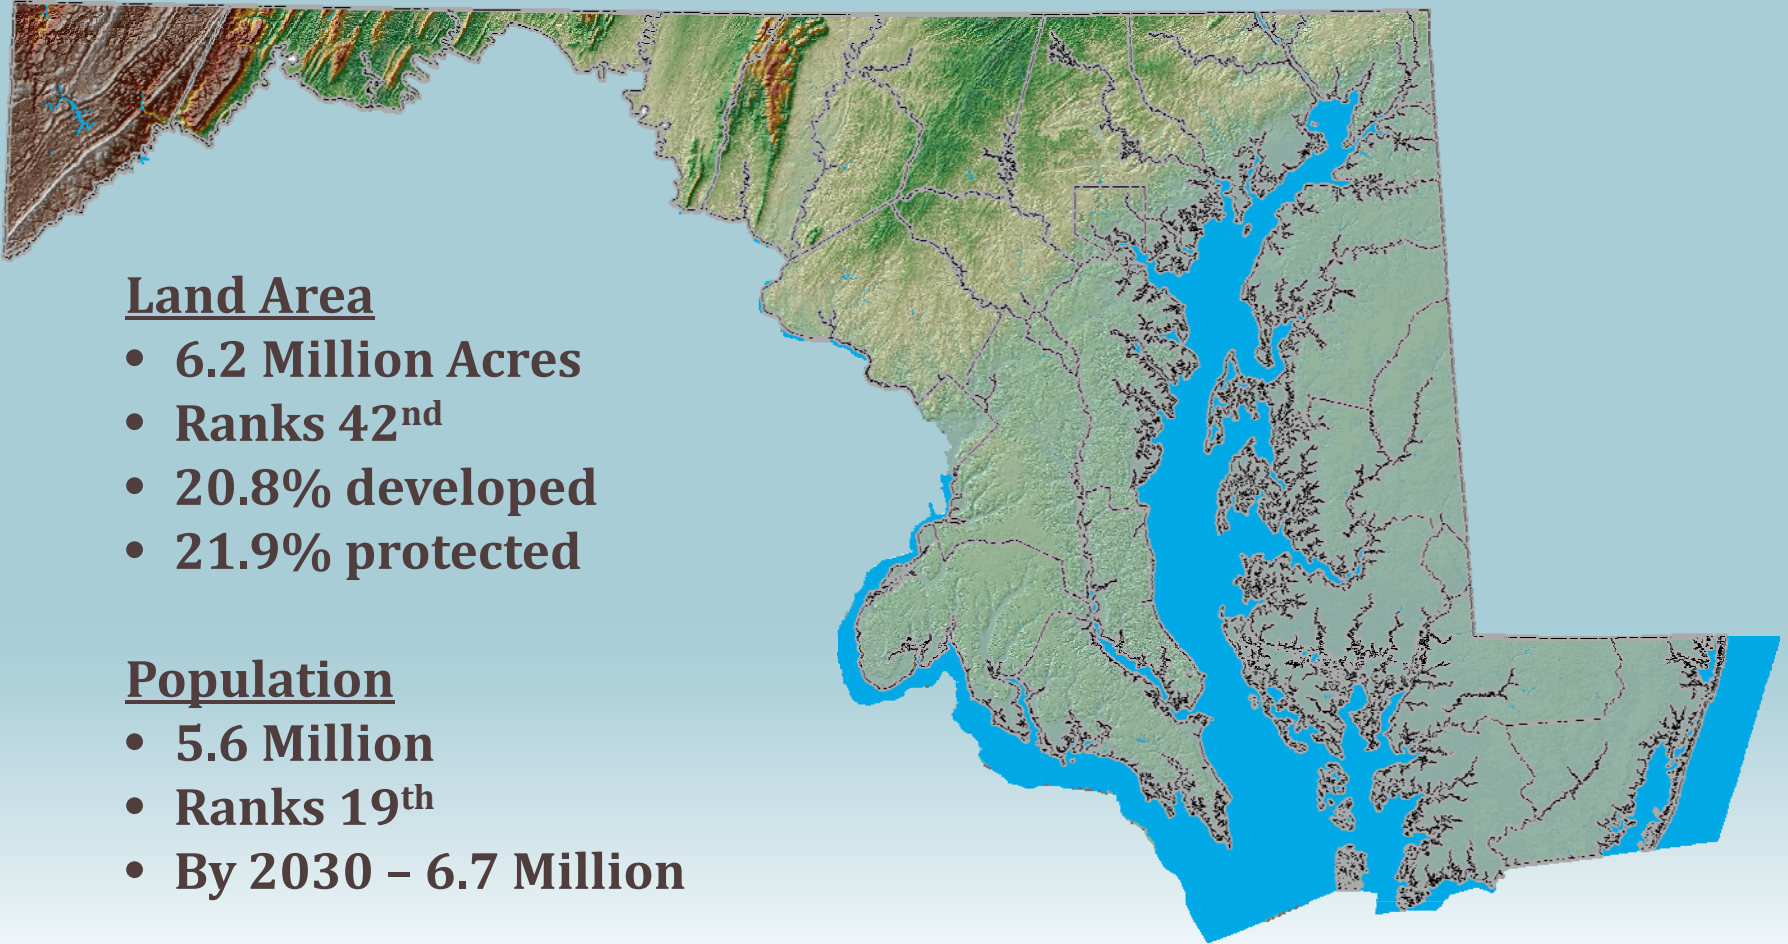 Land Area
• 6.2 Million Acres
• Ranks 42nd
• 20.8% developed
• 21.9% protected
Population
• 5.6 Million
• Ranks 19th
• By 2030 – 6.7 Million